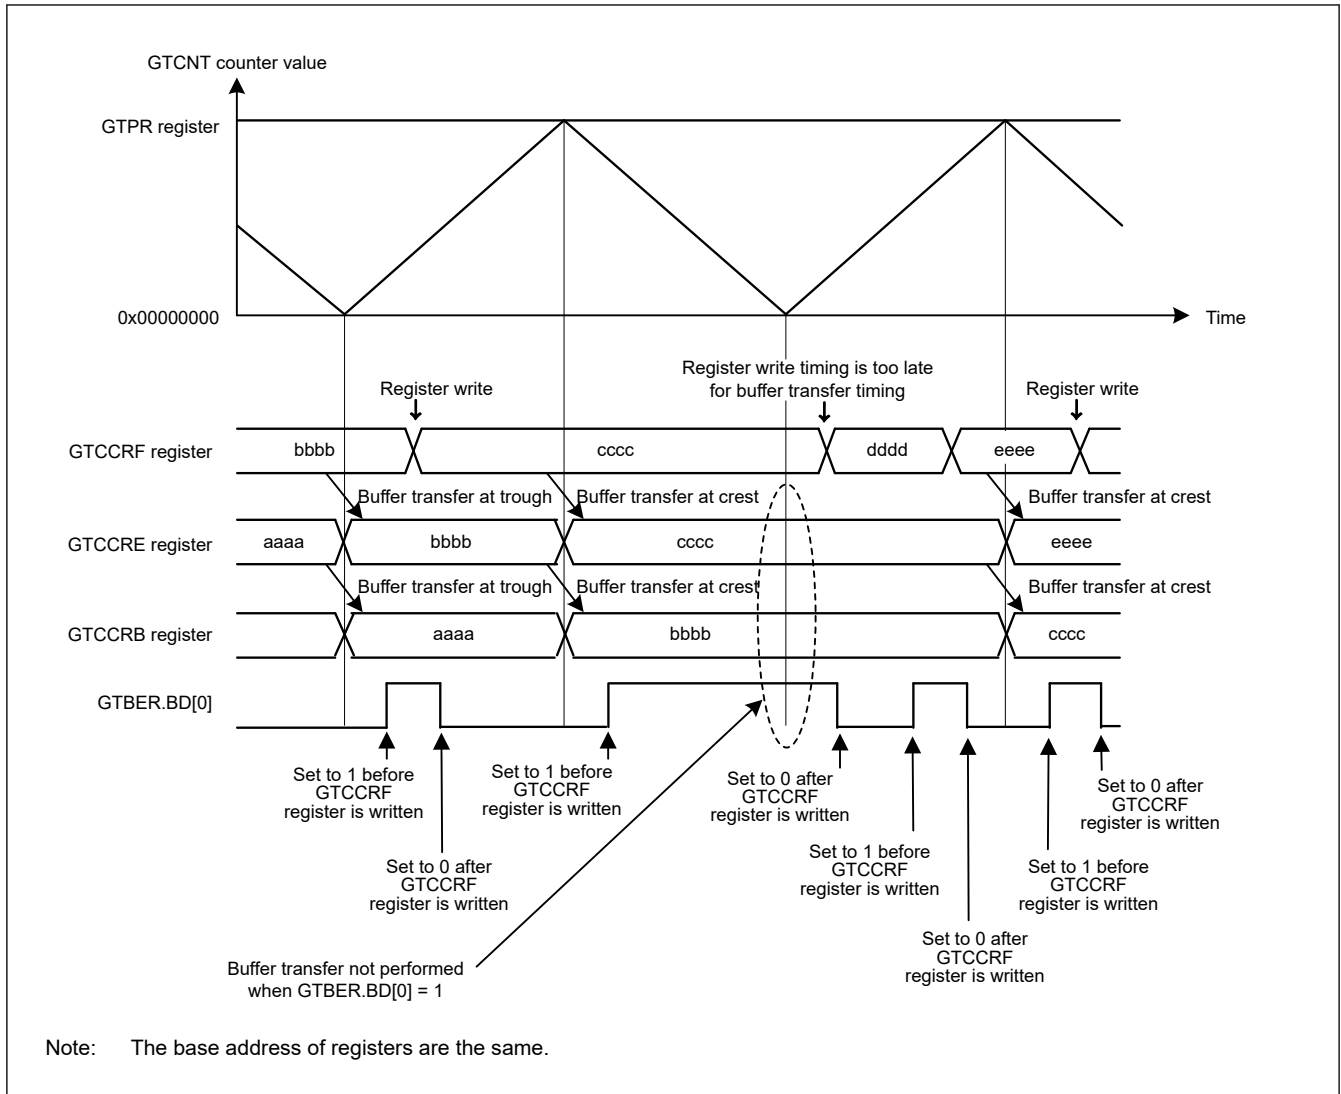 GTCNT counter value
GTPR register
0x00000000
Time
Register write
Register write timing is too late
for buffer transfer timing
Register write
GTCCRF register
bbbb
cccc
dddd
eeee
Buffer transfer at trough
Buffer transfer at crest
Buffer transfer at crest
GTCCRE register
aaaa
bbbb
cccc
eeee
Buffer transfer at trough
Buffer transfer at crest
Buffer transfer at crest
GTCCRB register
aaaa
bbbb
cccc
GTBER.BD[0]
Set to 1 before
GTCCRF
register is written
Set to 1 before
GTCCRF
register is written
Set to 0 after
GTCCRF
register is written
Set to 0 after
GTCCRF
register is written
Set to 0 after
GTCCRF
register is written
Set to 1 before
GTCCRF
register is written
Set to 1 before
GTCCRF
register is written
Set to 0 after
GTCCRF
register is written
Buffer transfer not performed
when GTBER.BD[0] = 1
Note: The base address of registers are the same.